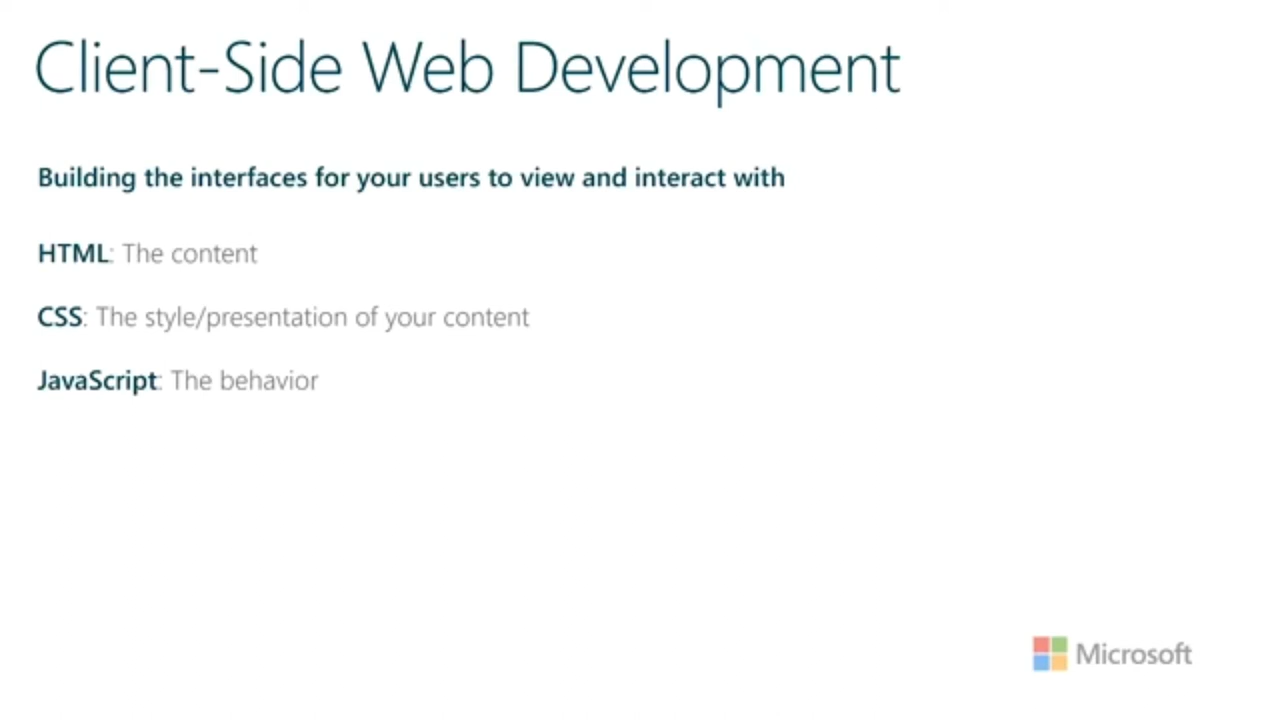 Client-Side Web Development
Building the interfaces for your users to view and interact with
HTML: The content
CSS: The style/presentation of your content
JavaScript: The behavior
Microsoft